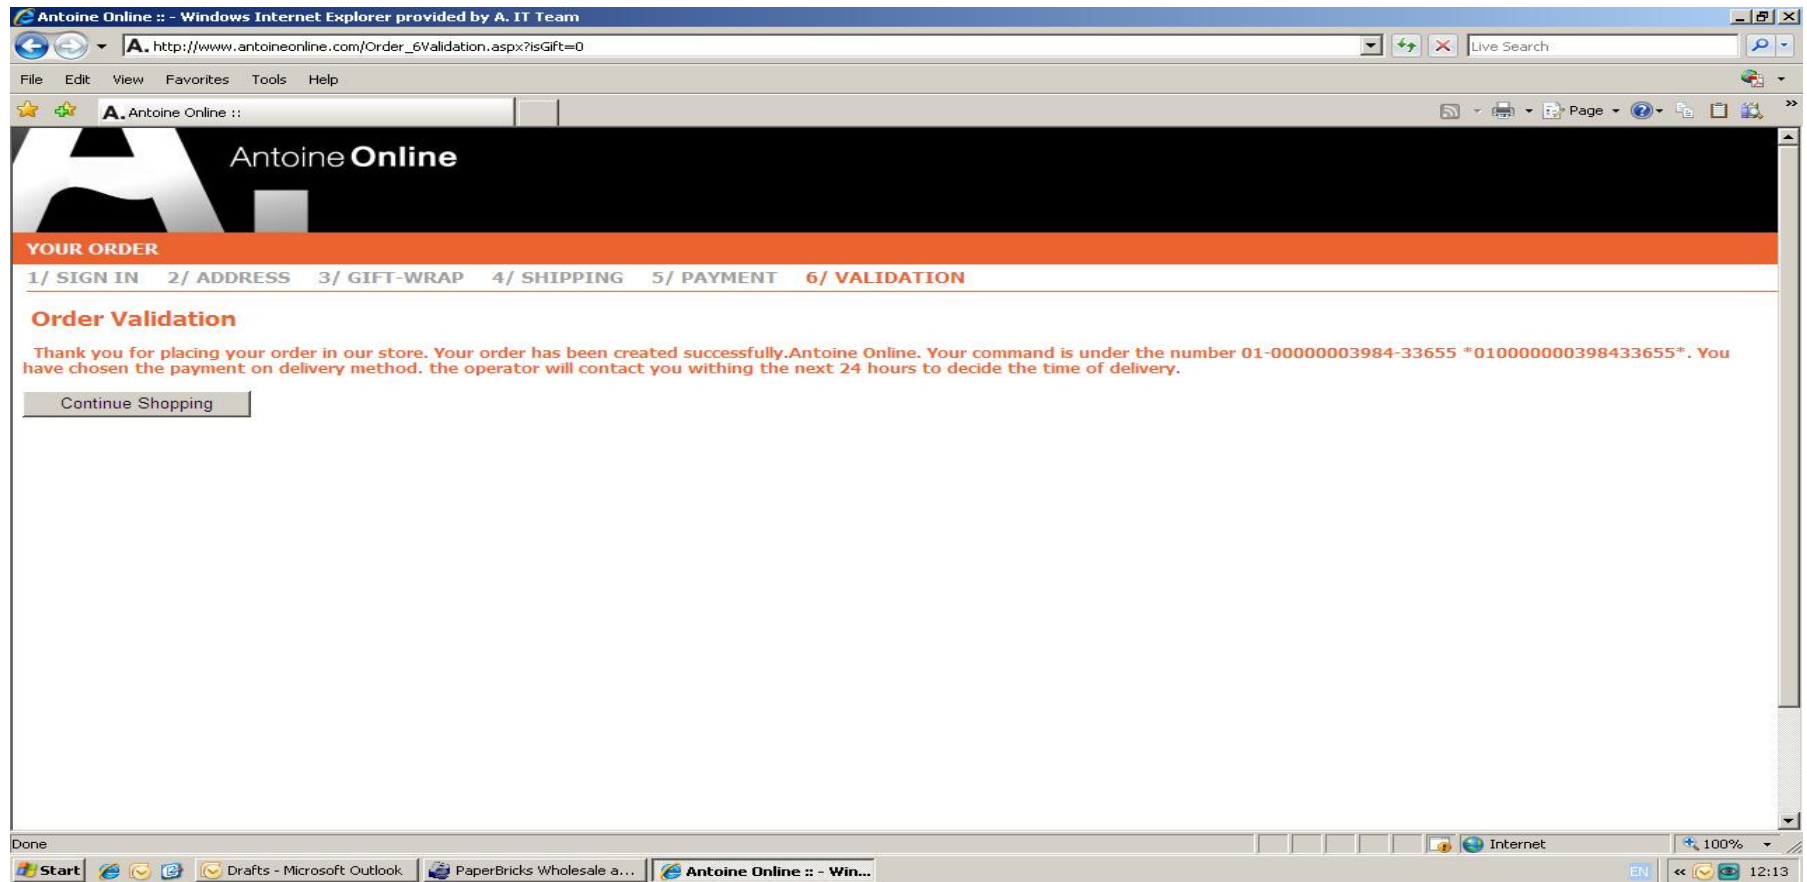 Antoine Online :: - Windows Internet Explorer provided by A. IT Team
A. http://www.antoineonline.com/Order_6Validation.aspx?isGift=0 Live Search
File Edit View Favorites Tools Help
A. Antoine Online :: Page »
A. Antoine Online
YOUR ORDER
1/ SIGN IN 2/ ADDRESS 3/ GIFT-WRAP 4/ SHIPPING 5/ PAYMENT 6/ VALIDATION
Order Validation
Thank you for placing your order in our store. Your order has been created successfully.Antoine Online. Your command is under the number 01-00000003984-33655 *010000000398433655*. You
have chosen the payment on delivery method. the operator will contact you withing the next 24 hours to decide the time of delivery.
Continue Shopping
Done Internet 100%
Start Drafts - Microsoft Outlook PaperBricks Wholesale a... Antoine Online :: - Win... EN « 12:13